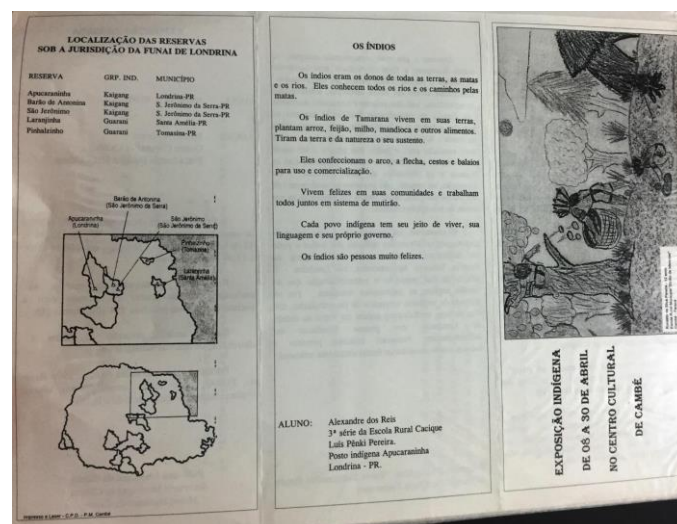 LOCALIZAÇÃO DAS RESERVAS
SOB A JURISDIÇÃO DA FUNAI DE LONDRINA
RESERVA GRP. IND. MUNICÍPIO
Apucaraninha Kaigang Londrina-PR
Barão de Antonina Kaigang S. Jerônimo da Serra-PR
São Jerônimo Kaigang S. Jerônimo da Serra-PR
Laranjinha Guarani Santa Amélia-PR
Pinhalzinho Guarani Tomazina-PR
Barão de Antonina
(São Jerônimo da Serra)
Apucaraninha
(Londrina)
São Jerônimo
(São Jerônimo da Serra)
Pinhalzinho
(Tomazina)
Laranjinha
(Santa Amélia)
Impresso a Laser - C.P.D. - P.M. Cambé
OS ÍNDIOS
Os índios eram os donos de todas as terras, as matas
e os rios. Eles conhecem todos os rios e os caminhos pelas
matas.
Os índios de Tamarana vivem em suas terras,
plantam arroz, feijão, milho, mandioca e outros alimentos.
Tiram da terra e da natureza o seu sustento.
Eles confeccionam o arco, a flecha, cestos e balaios
para uso e comercialização.
Vivem felizes em suas comunidades e trabalham
todos juntos em sistema de mutirão.
Cada povo indígena tem seu jeito de viver, sua
linguagem e seu próprio governo.
Os índios são pessoas muito felizes.
ALUNO: Alexandre dos Reis
3ª série da Escola Rural Cacique
Luís Pênki Pereira.
Posto indígena Apucaraninha
Londrina - PR.
EXPOSIÇÃO INDÍGENA
DE 08 A 30 DE ABRIL
NO CENTRO CULTURAL
DE CAMBÉ